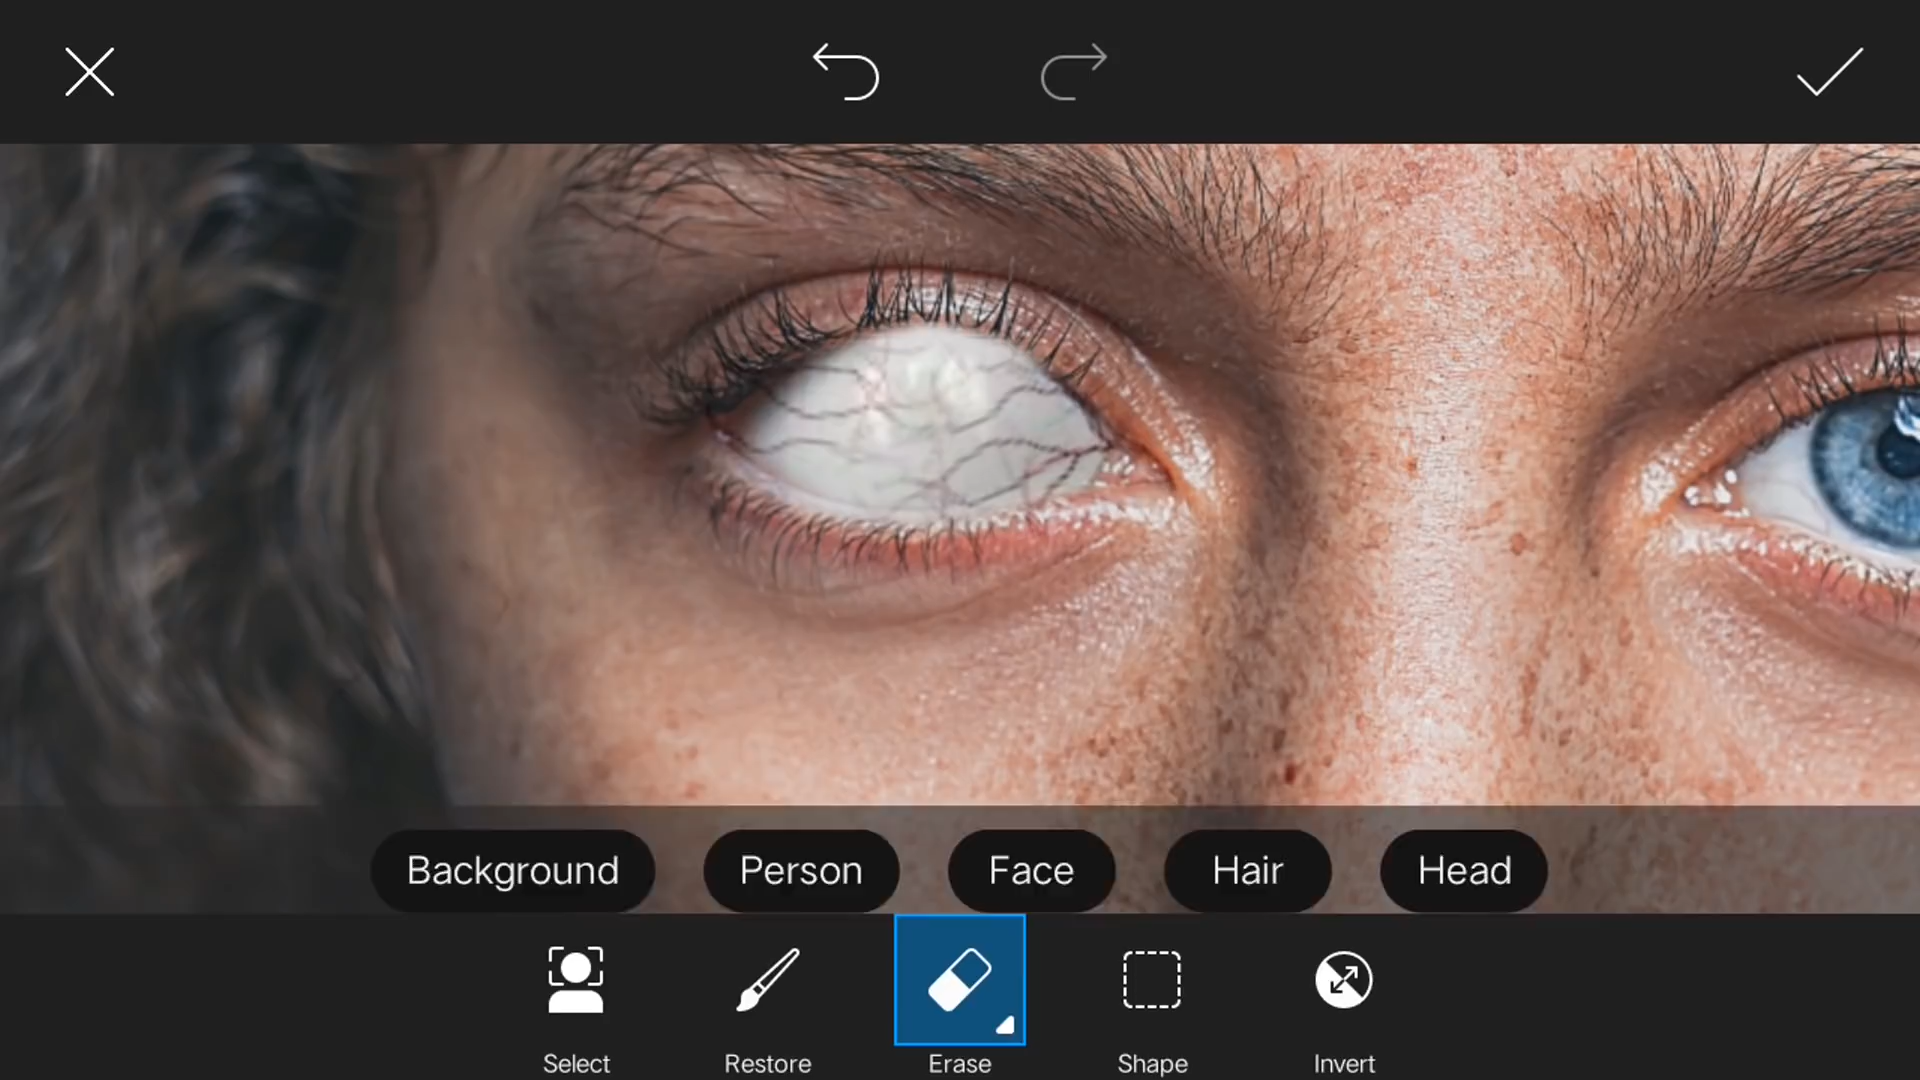 Background
Person
Face
Hair
Head
Select
Restore
Erase
Shape
Invert